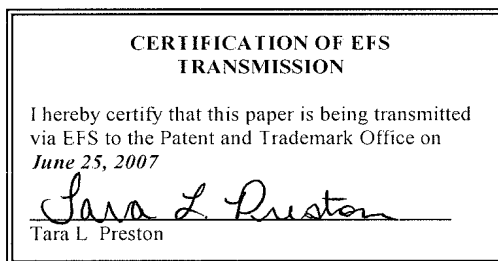 CERTIFICATION OF EFS
TRANSMISSION
I hereby certify that this paper is being transmitted
via EFS to the Patent and Trademark Office on
June 25, 2007
Tara L. Preston
Tara L Preston